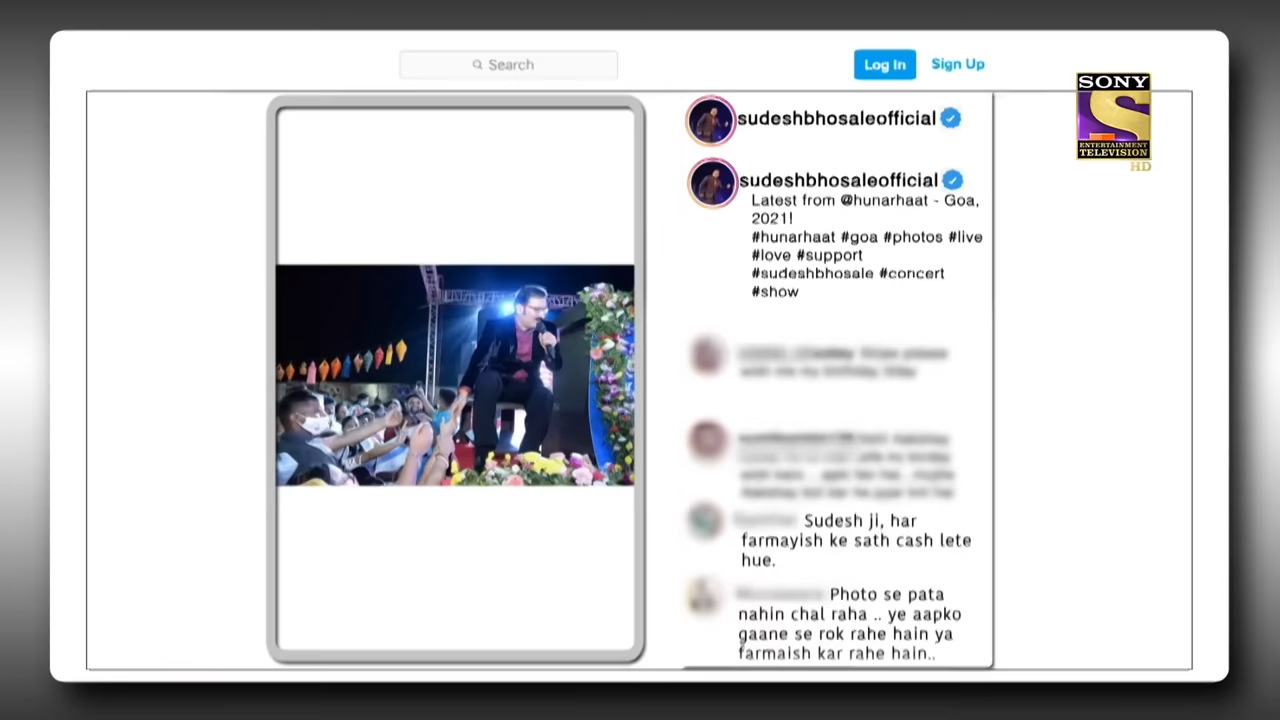 Search
Log In
Sign Up
SONY
S
ENTERTAINMENT
TELEVISION
HD
sudeshbhosaleofficial
sudeshbhosaleofficial
Latest from @hunarhaat - Goa,
2021!
#hunarhaat #goa #photos #live
#love #support
#sudeshbhosale #concert
#show
Sudesh ji, har
farmayish ke sath cash lete
hue.
Photo se pata
nahin chal raha .. ye aapko
gaane se rok rahe hain ya
farmaish kar rahe hain..